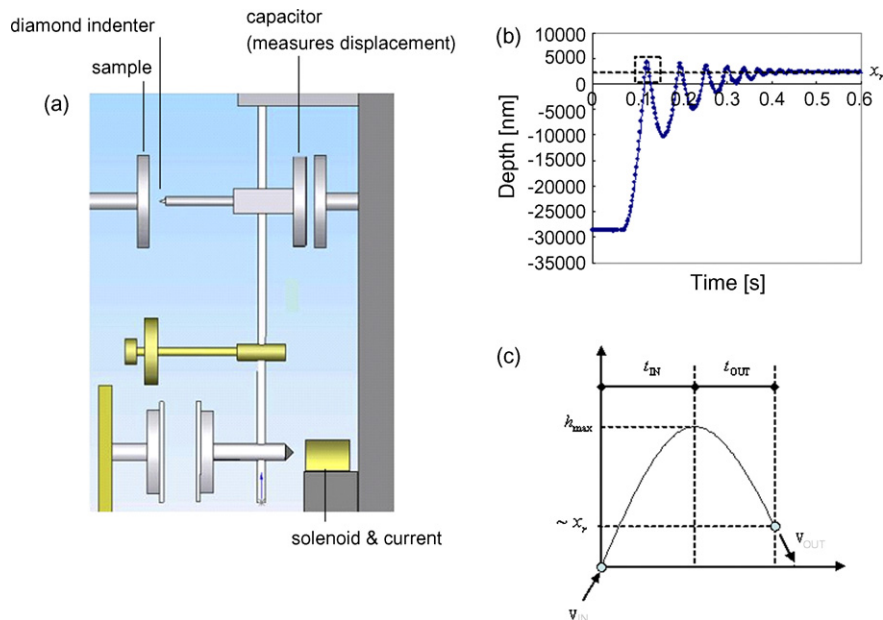 capacitor
(measures displacement)
diamond indenter
sample
(a)
solenoid & current
(b)
10000
5000
0
-5000
-10000
-15000
-20000
-25000
-30000
-35000
Depth [nm]
0 0.1 0.2 0.3 0.4 0.5 0.6
Time [s]
x_r
(c)
t_IN t_OUT
h_max
~ x_r
V_OUT
V_IN